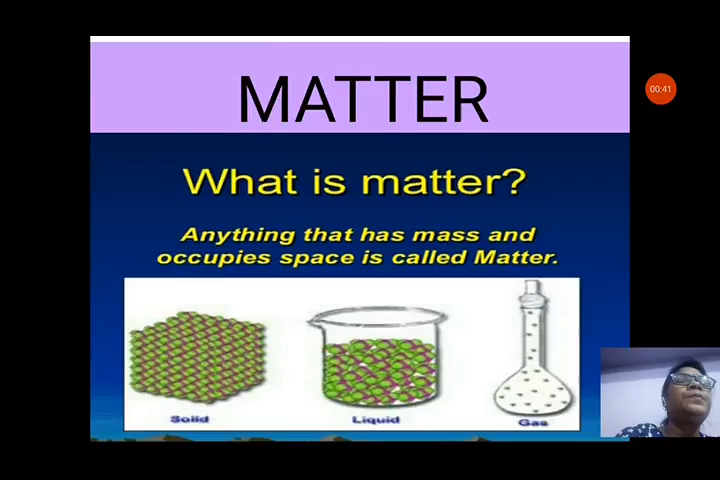 MATTER
00:41
What is matter?
Anything that has mass and
occupies space is called Matter.
Solid
Liquid
Gas